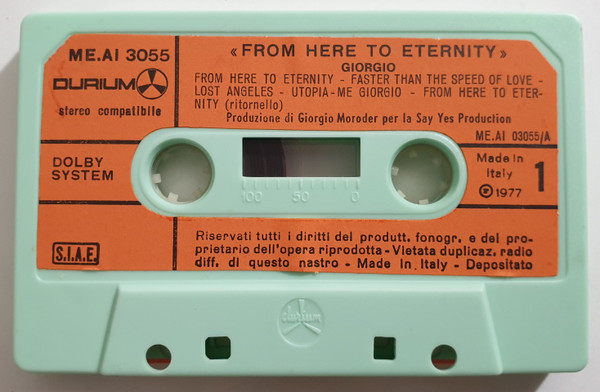 ME.AI 3055
DURIUM
stereo compatibile
DOLBY
SYSTEM
S.I.A.E.
«FROM HERE TO ETERNITY»
GIORGIO
FROM HERE TO ETERNITY - FASTER THAN THE SPEED OF LOVE -
LOST ANGELES - UTOPIA-ME GIORGIO - FROM HERE TO ETER-
NITY (ritornello)
Produzione di Giorgio Moroder per la Say Yes Production
ME.AI 03055/A
Made in
Italy
1
Ⓟ 1977
100 50 0
Riservati tutti i diritti del produtt. fonogr. e del pro-
prietario dell'opera riprodotta - Vietata duplicaz. radio
diff. di questo nastro - Made in Italy - Depositato
durium